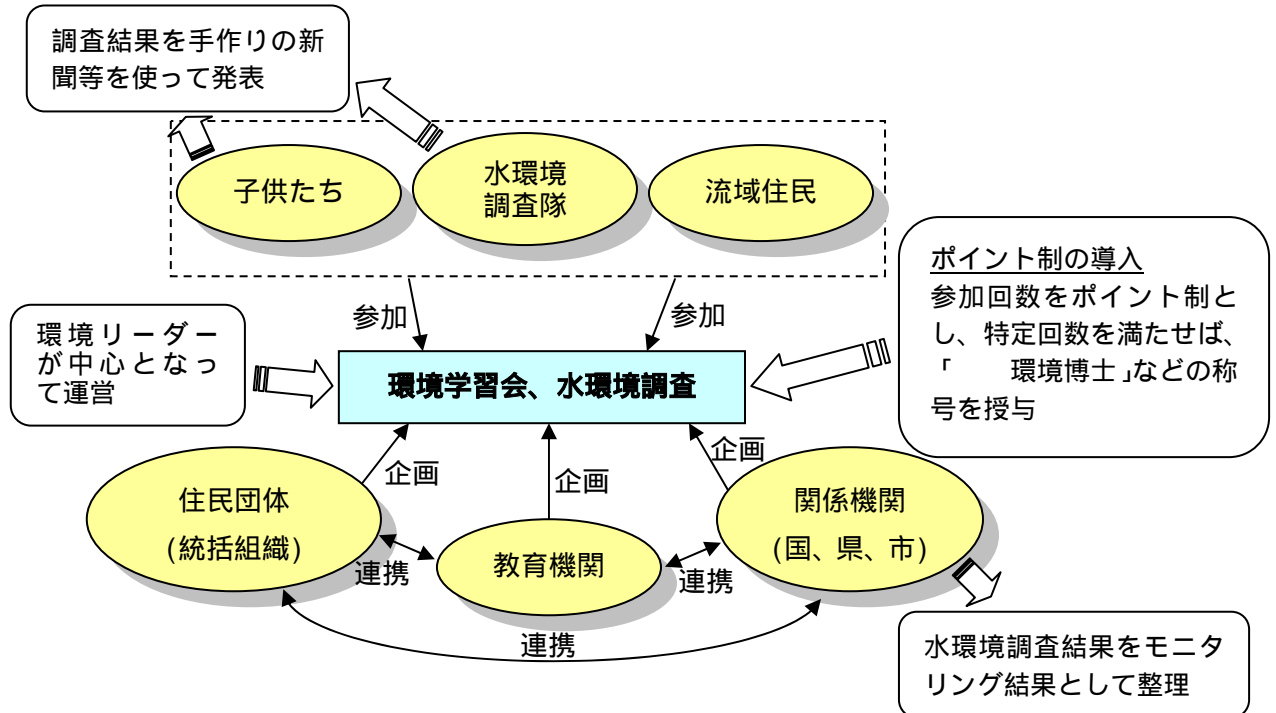 調査結果を手作りの新
聞等を使って発表
子供たち
水環境
調査隊
流域住民
ポイント制の導入
参加回数をポイント制と
し、特定回数を満たせば、
「　　環境博士」などの称
号を授与
参加
参加
環境リーダー
が中心となっ
て運営
環境学習会、水環境調査
企画
企画
企画
住民団体
(統括組織)
教育機関
関係機関
(国、県、市)
連携
連携
連携
水環境調査結果をモニタ
リング結果として整理